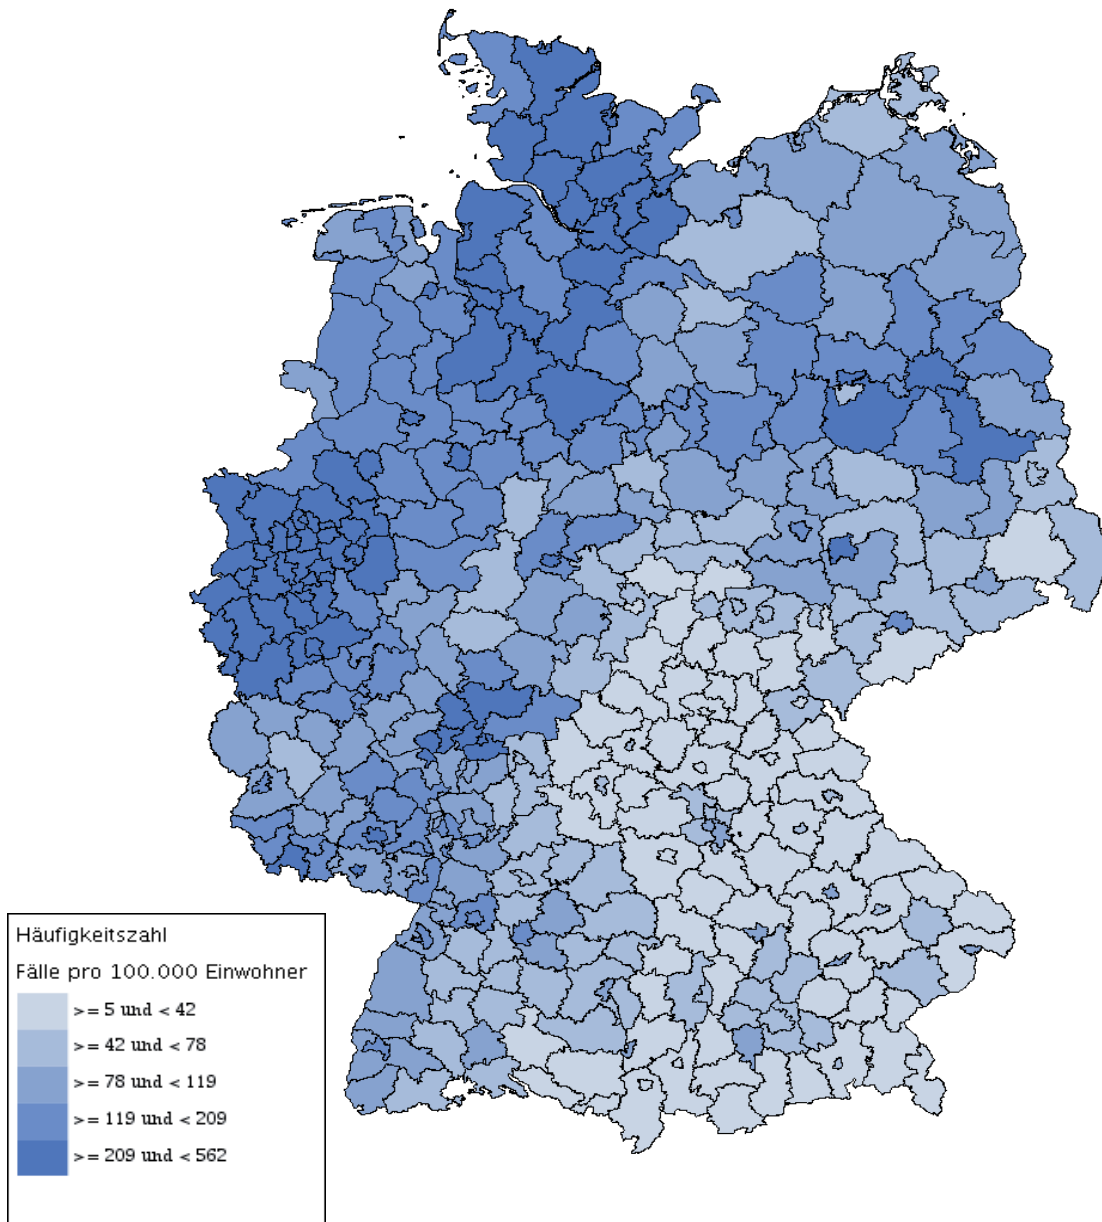 Häufigkeitszahl
Fälle pro 100.000 Einwohner
>= 5 und < 42
>= 42 und < 78
>= 78 und < 119
>= 119 und < 209
>= 209 und < 562